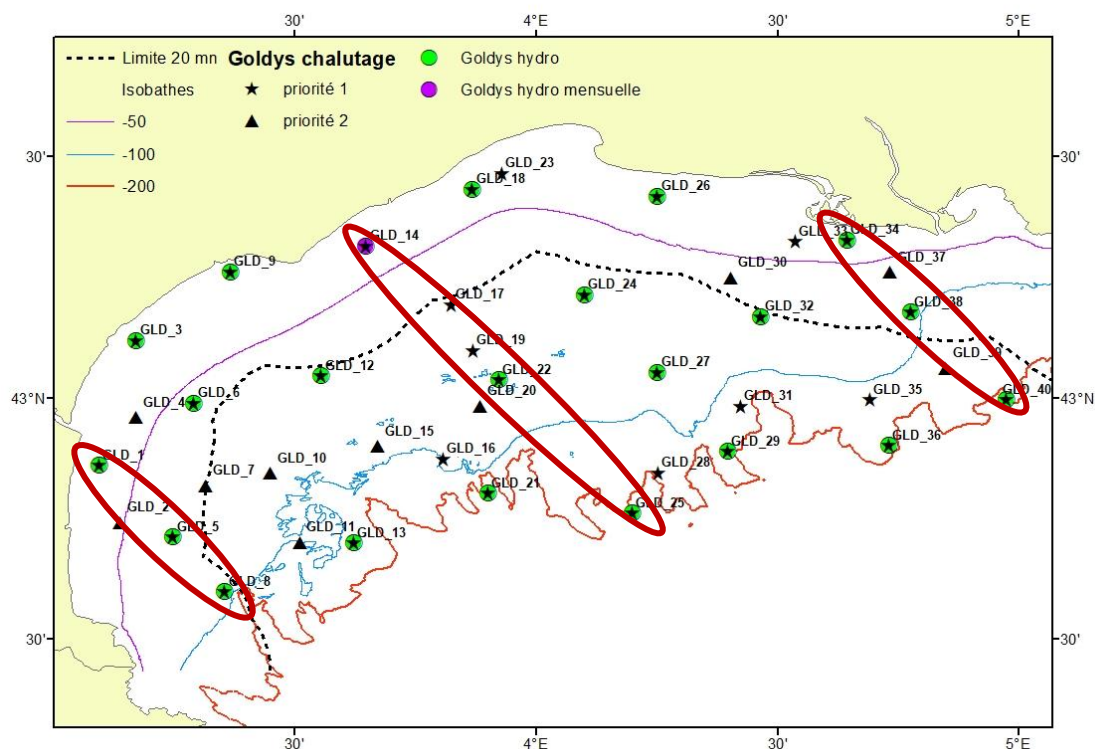 30' 4°E 30' 5°E
Limite 20 mn Goldys chalutage Goldys hydro
Isobathes priorité 1 Goldys hydro mensuelle
-50 priorité 2
-100
-200
30' 30'
GLD_23
GLD_18
GLD_26
GLD_14
GLD_33 GLD_34
GLD_9
GLD_30 GLD_37
GLD_17
GLD_24
GLD_32 GLD_38
GLD_3
GLD_19 GLD_39
GLD_12
GLD_22 GLD_27
43° 43°N
GLD_4 GLD_6 GLD_20 GLD_31 GLD_35 GLD_40
GLD_15
GLD_1 GLD_16 GLD_29 GLD_36
GLD_7 GLD_10
GLD_28
GLD_21
GLD_2 GLD_25
GLD_5 GLD_11 GLD_13
GLD_8
30' 30'
30' 4°E 30' 5°E